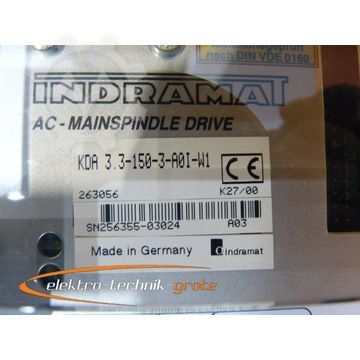 nach DIN VDE 0160
INDRAMAT
AC - MAINSPINDLE DRIVE
KDA 3.3-150-3-A0I-W1
CE
263056 K27/00
SN256355-03024 A03
Made in Germany Indramat
elektro-technik-grote